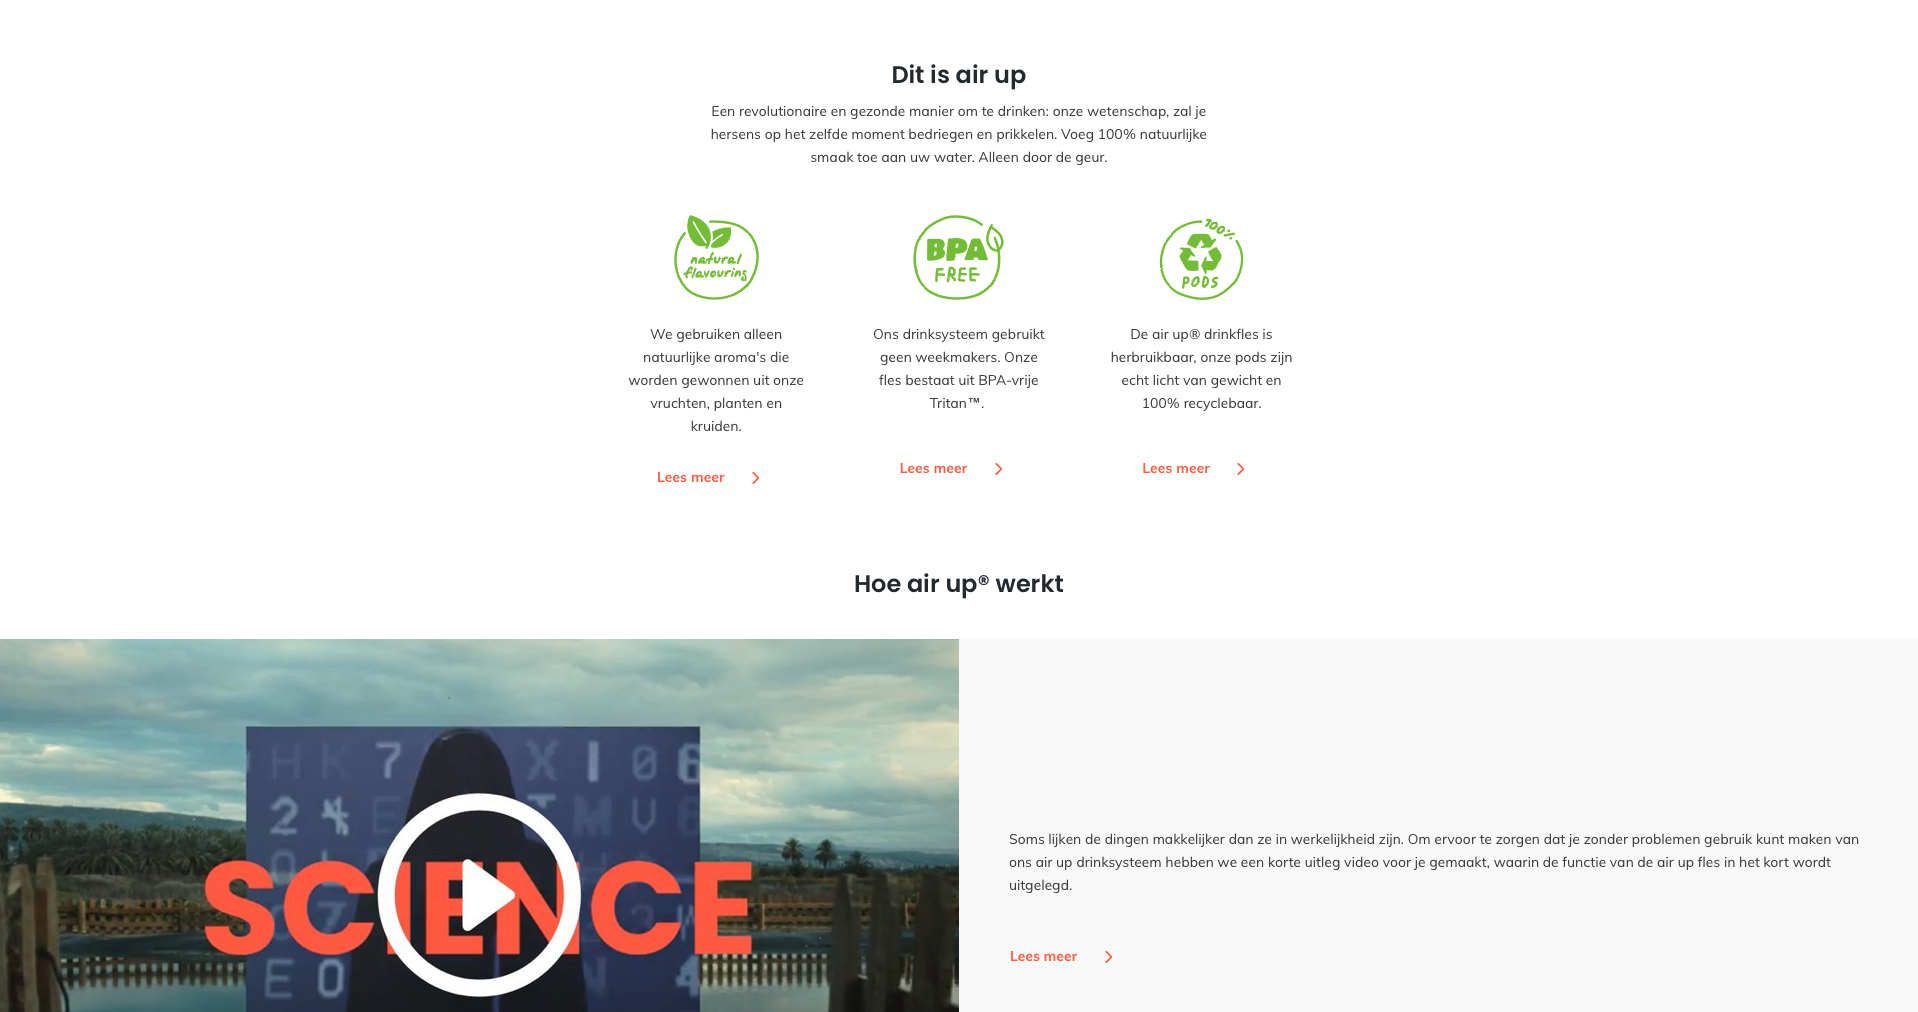 Dit is air up
Een revolutionaire en gezonde manier om te drinken: onze wetenschap, zal je
hersens op het zelfde moment bedriegen en prikkelen. Voeg 100% natuurlijke
smaak toe aan uw water. Alleen door de geur.
natural
flavouring
We gebruiken alleen
natuurlijke aroma's die
worden gewonnen uit onze
vruchten, planten en
kruiden.
Lees meer
BPA
FREE
Ons drinksysteem gebruikt
geen weekmakers. Onze
fles bestaat uit BPA-vrije
Tritan™.
Lees meer
100%
PODS
De air up® drinkfles is
herbruikbaar, onze pods zijn
echt licht van gewicht en
100% recyclebaar.
Lees meer
Hoe air up® werkt
HK7 XI06
24
SCIENCE
EO N 4
Soms lijken de dingen makkelijker dan ze in werkelijkheid zijn. Om ervoor te zorgen dat je zonder problemen gebruik kunt maken van
ons air up drinksysteem hebben we een korte uitleg video voor je gemaakt, waarin de functie van de air up fles in het kort wordt
uitgelegd.
Lees meer